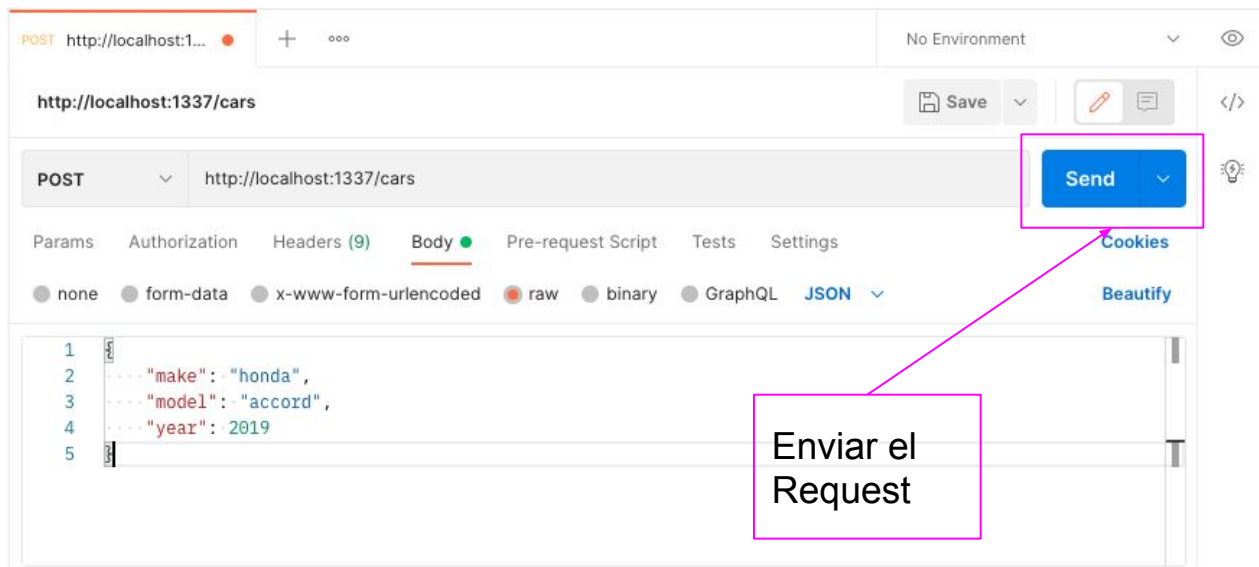 POST http://localhost:1... + ooo No Environment
http://localhost:1337/cars Save </>
POST http://localhost:1337/cars Send
Params Authorization Headers (9) Body Pre-request Script Tests Settings Cookies
none form-data x-www-form-urlencoded raw binary GraphQL JSON Beautify
1 {
2 "make": "honda",
3 "model": "accord",
4 "year": 2019
5 }
Enviar el
Request